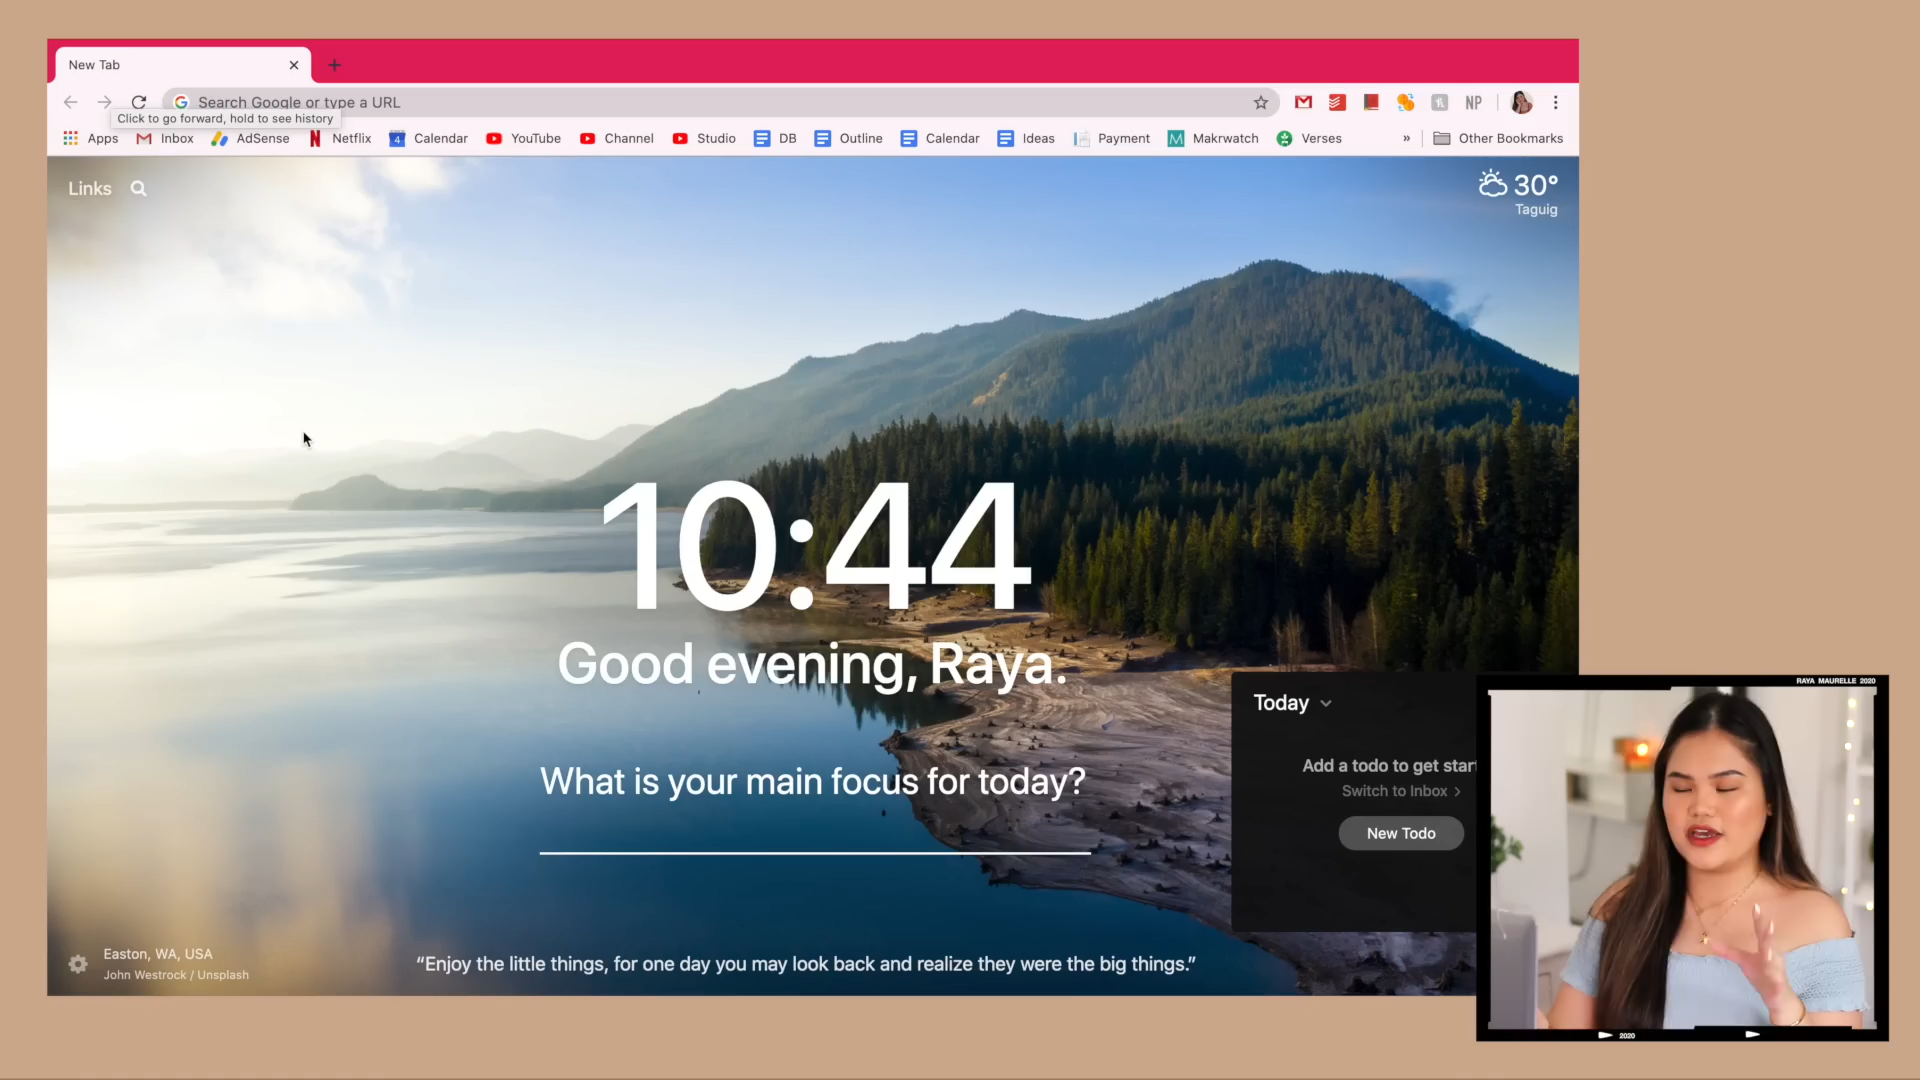 New Tab
Search Google or type a URL
NP
Click to go forward, hold to see history
Apps Inbox AdSense Netflix 4 Calendar YouTube Channel Studio DB Outline Calendar Ideas Payment M Makrwatch Verses » Other Bookmarks
Links
30°
Taguig
10:44
Good evening, Raya.
What is your main focus for today?
Today
Add a todo to get start
Switch to Inbox >
New Todo
RAYA MAURELLE 2020
2020
Easton, WA, USA
John Westrock / Unsplash
“Enjoy the little things, for one day you may look back and realize they were the big things.”